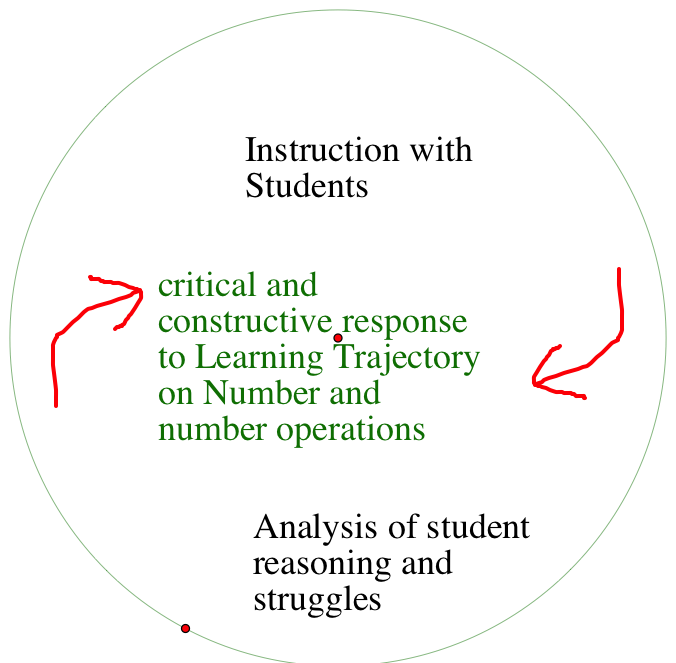 Instruction with
Students
critical and
constructive response
to Learning Trajectory
on Number and
number operations
Analysis of student
reasoning and
struggles